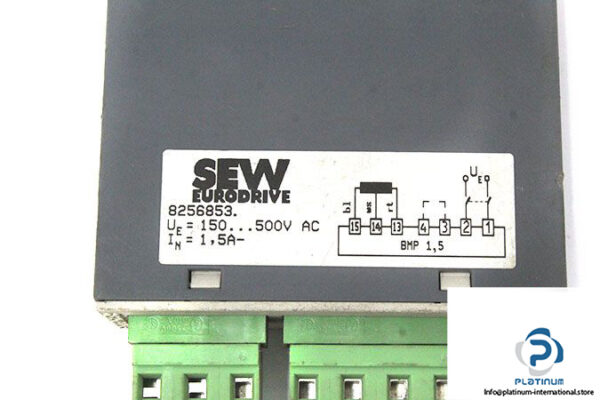 SEW
EURODRIVE
8256853.
UE = 150...500V AC
IN = 1,5A-
UE
bl ws rt
15 14 13 4 3 2 1
BMP 1,5
PLATINUM
Info@platinum-international.store